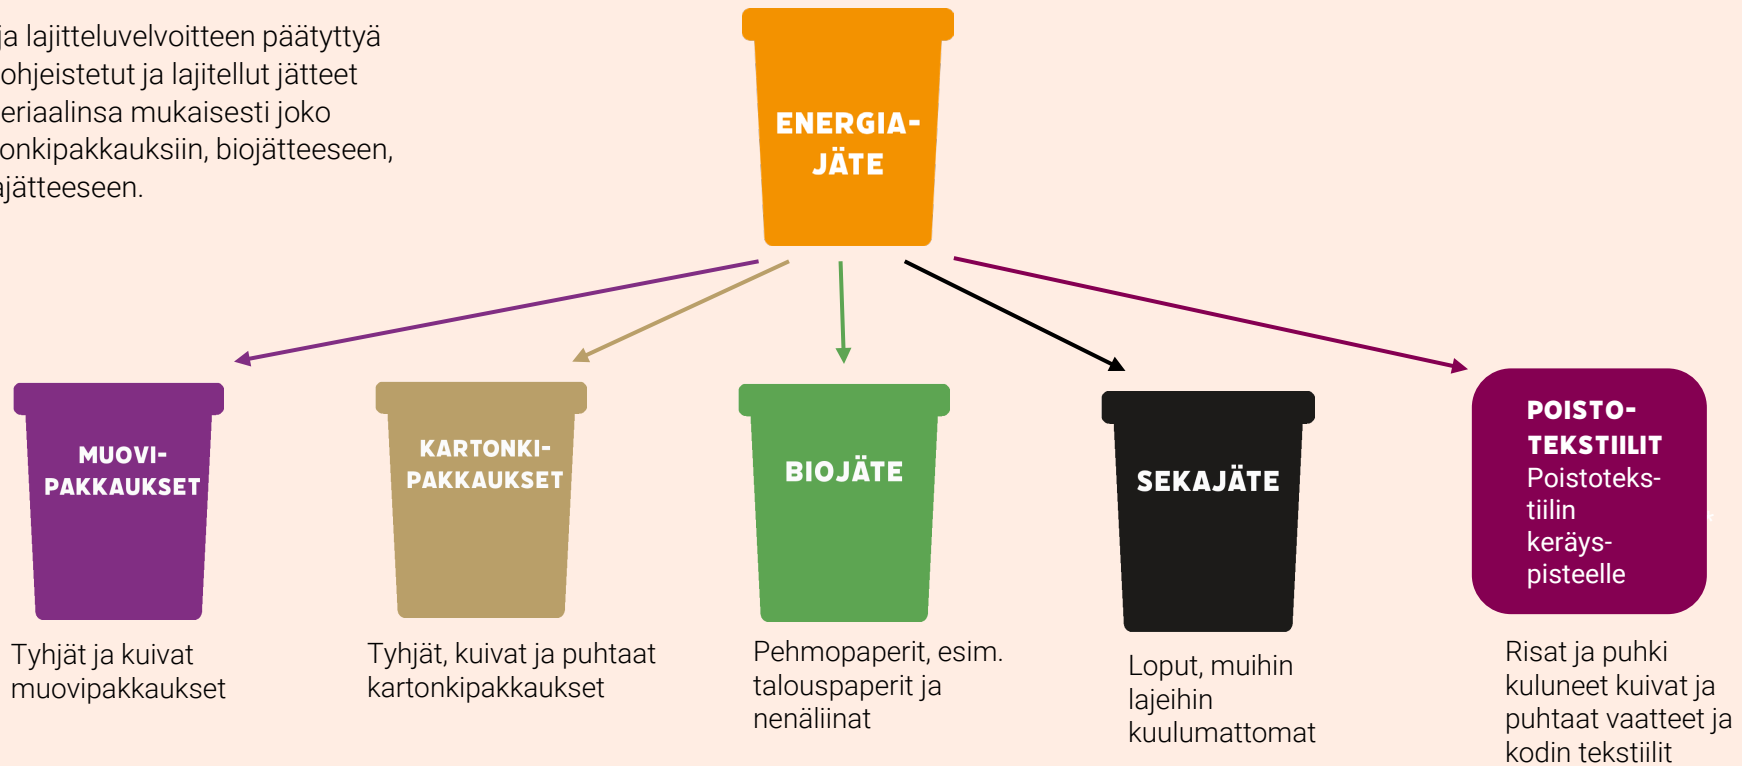 ja lajitteluvelvoitteen päätyttyä
ohjeistetut ja lajitellut jätteet
eriaalinsa mukaisesti joko
onkipakkauksiin, biojätteeseen,
ajätteeseen.
ENERGIA-
JÄTE
MUOVI-
PAKKAUKSET
Tyhjät ja kuivat
muovipakkaukset
KARTONKI-
PAKKAUKSET
Tyhjät, kuivat ja puhtaat
kartonkipakkaukset
BIOJÄTE
Pehmopaperit, esim.
talouspaperit ja
nenäliinat
SEKAJÄTE
Loput, muihin
lajeihin
kuulumattomat
POISTO-
TEKSTIILIT
Poistoteks-
tiilin
keräys-
pisteelle
Risat ja puhki
kuluneet kuivat ja
puhtaat vaatteet ja
kodin tekstiilit